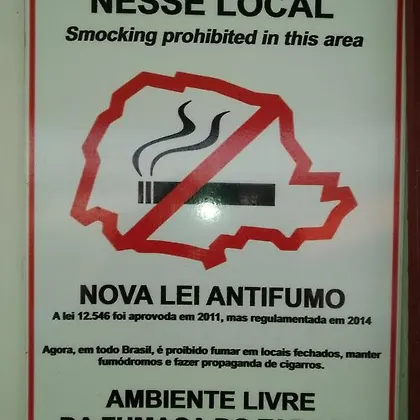 NESSE LOCAL
Smocking prohibited in this area
NOVA LEI ANTIFUMO
A lei 12.546 foi aprovoda em 2011, mas regulamentada em 2014
Agora, em todo Brasil, é proibido fumar em locais fechados, manter
fumódromos e fazer propaganda de cigarros.
AMBIENTE LIVRE